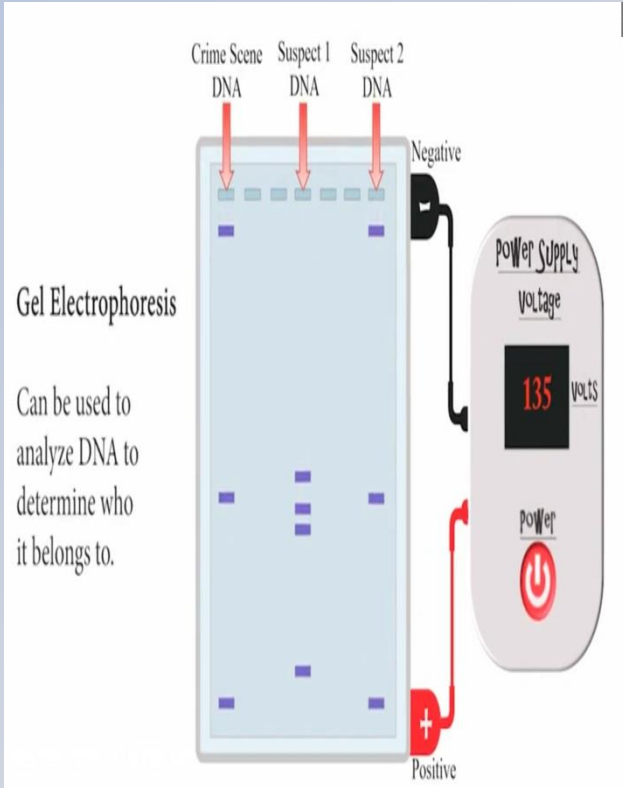 Crime Scene
DNA
Suspect 1
DNA
Suspect 2
DNA
Negative
Gel Electrophoresis
Can be used to
analyze DNA to
determine who
it belongs to.
Power Supply
Voltage
135
Volts
Power
+
Positive